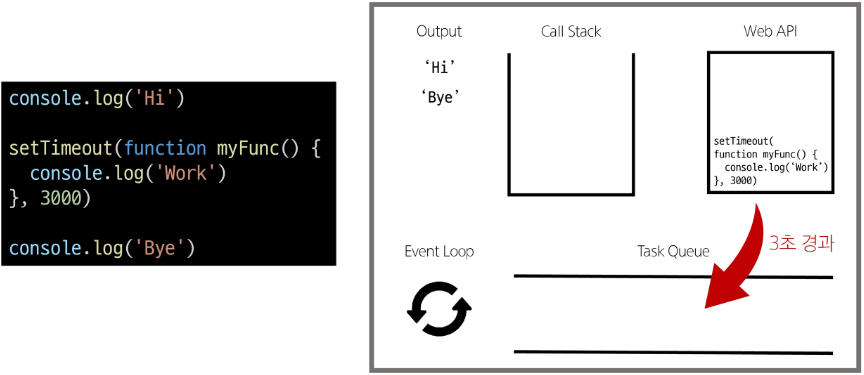 console.log('Hi')
setTimeout(function myFunc() {
  console.log('Work')
}, 3000)
console.log('Bye')
Output
Call Stack
Web API
‘Hi’
‘Bye’
setTimeout(
function myFunc() {
  console.log(‘Work’)
}, 3000)
3초 경과
Event Loop
Task Queue